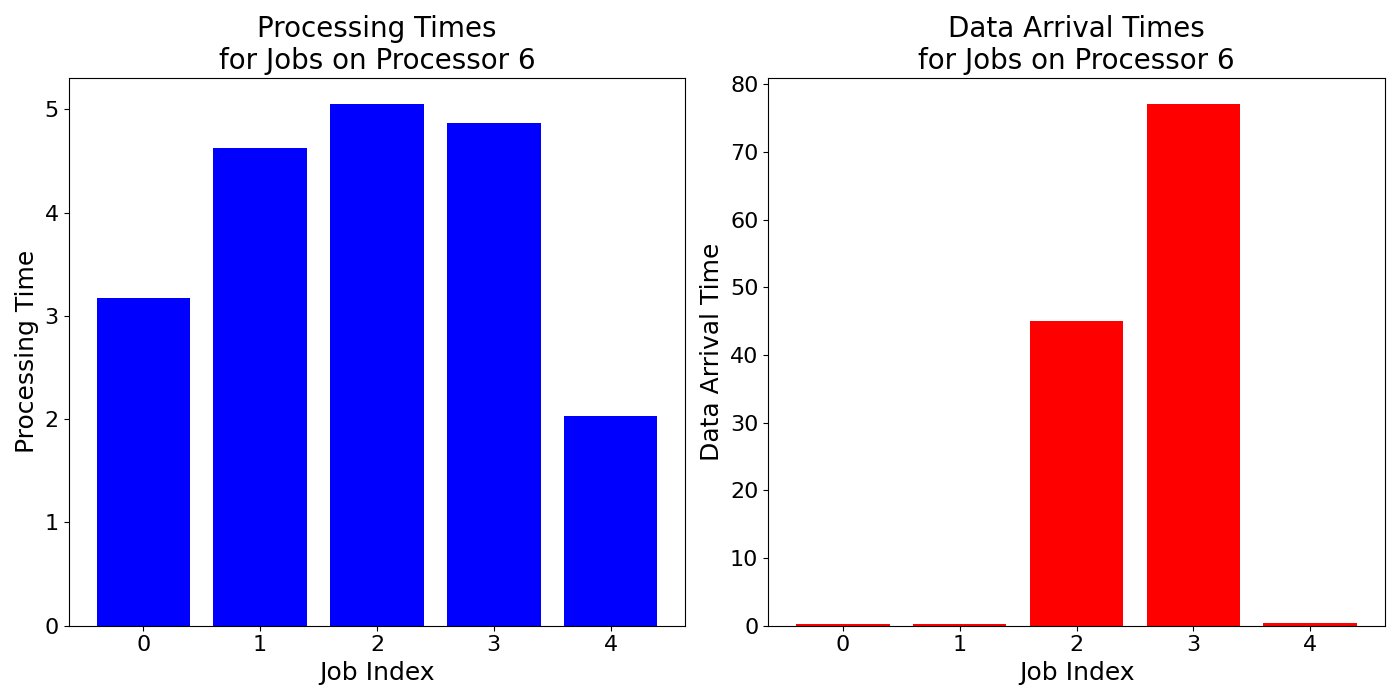 Processing Times
for Jobs on Processor 6
Processing Time
5
4
3
2
1
0
0 1 2 3 4
Job Index
Data Arrival Times
for Jobs on Processor 6
Data Arrival Time
80
70
60
50
40
30
20
10
0
0 1 2 3 4
Job Index